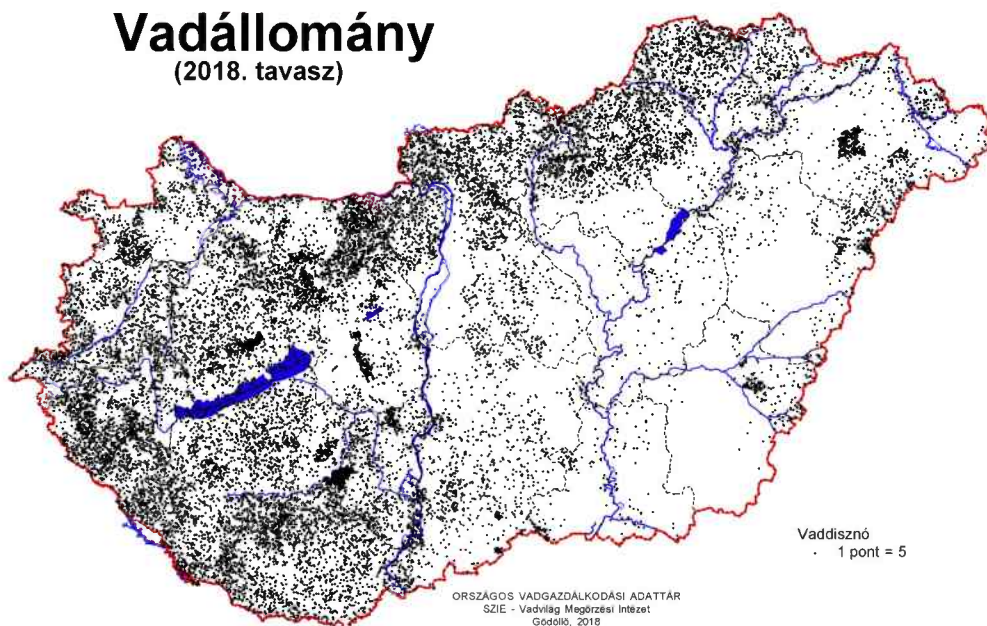 Vadállomány
(2018. tavasz)
Vaddisznó
1 pont = 5
ORSZÁGOS VADGAZDÁLKODÁSI ADATTÁR
SZIE - Vadvilág Megőrzési Intézet
Gödöllő, 2018